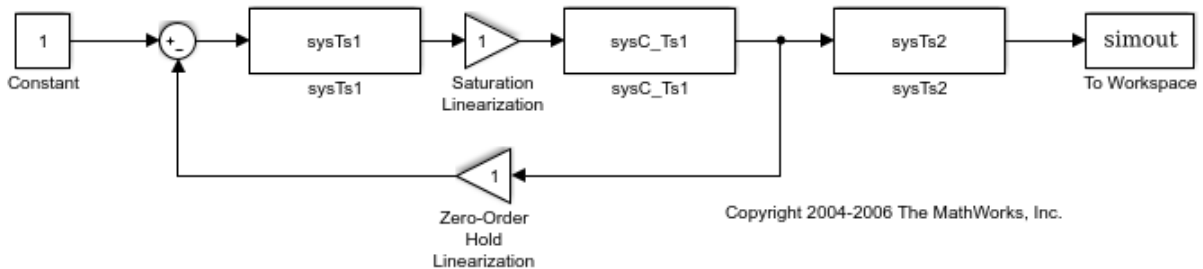 1
Constant
+
-
sysTs1
sysTs1
1
Saturation
Linearization
sysC_Ts1
sysC_Ts1
sysTs2
sysTs2
simout
To Workspace
1
Zero-Order
Hold
Linearization
Copyright 2004-2006 The MathWorks, Inc.